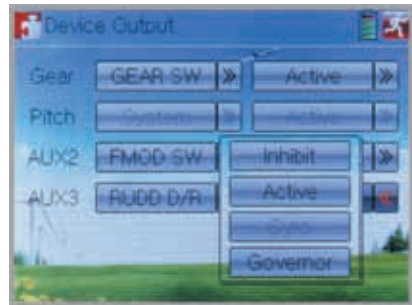 Device Output
Gear GEAR SW Active
Pitch System Active
AUX2 FMOD SW Inhibit
AUX3 RUDD D/R Active
Gyro
Governor